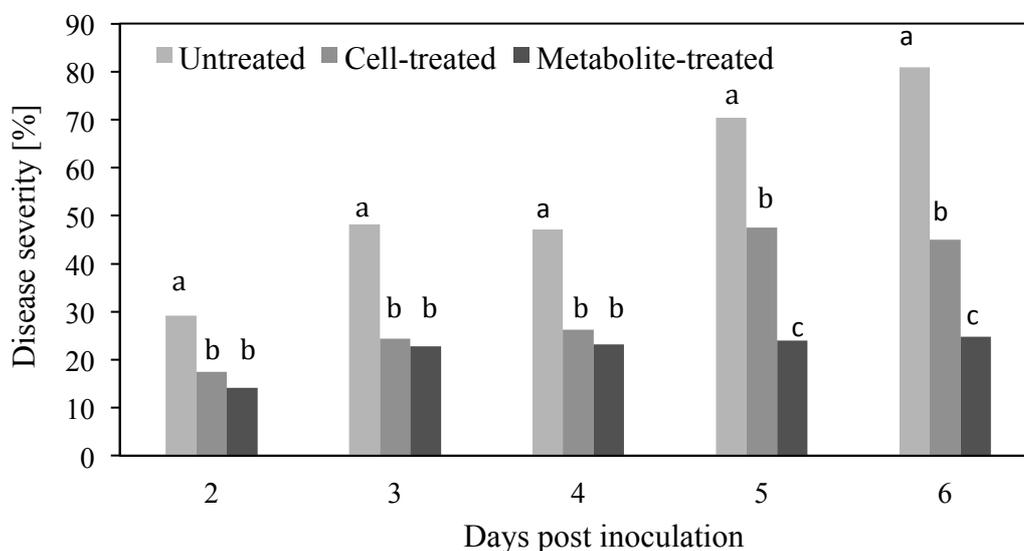 90
80
70
60
50
40
30
20
10
0
Disease severity [%]
Untreated Cell-treated Metabolite-treated
a b b
a b b
a b b
a b c
a b c
2 3 4 5 6
Days post inoculation